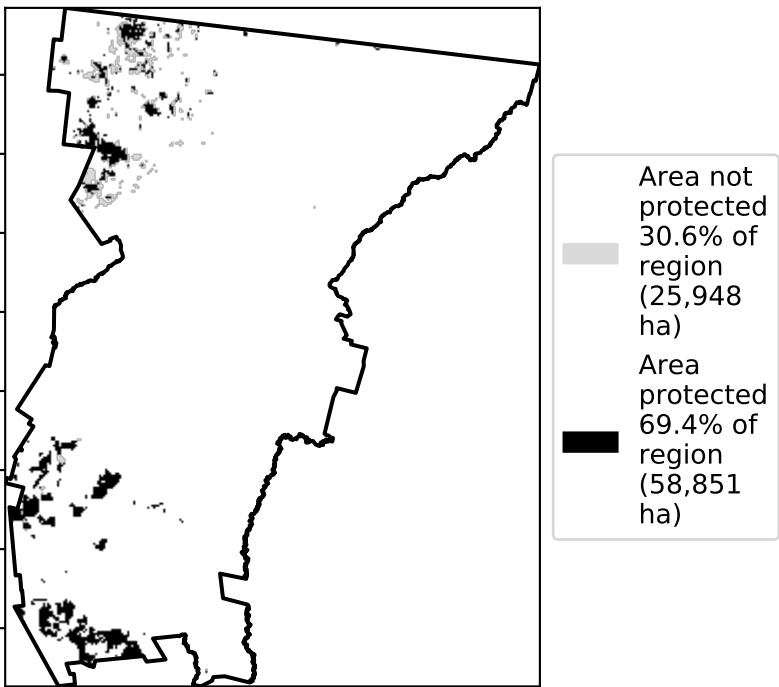 Area not
protected
30.6% of
region
(25,948
ha)
Area
protected
69.4% of
region
(58,851
ha)